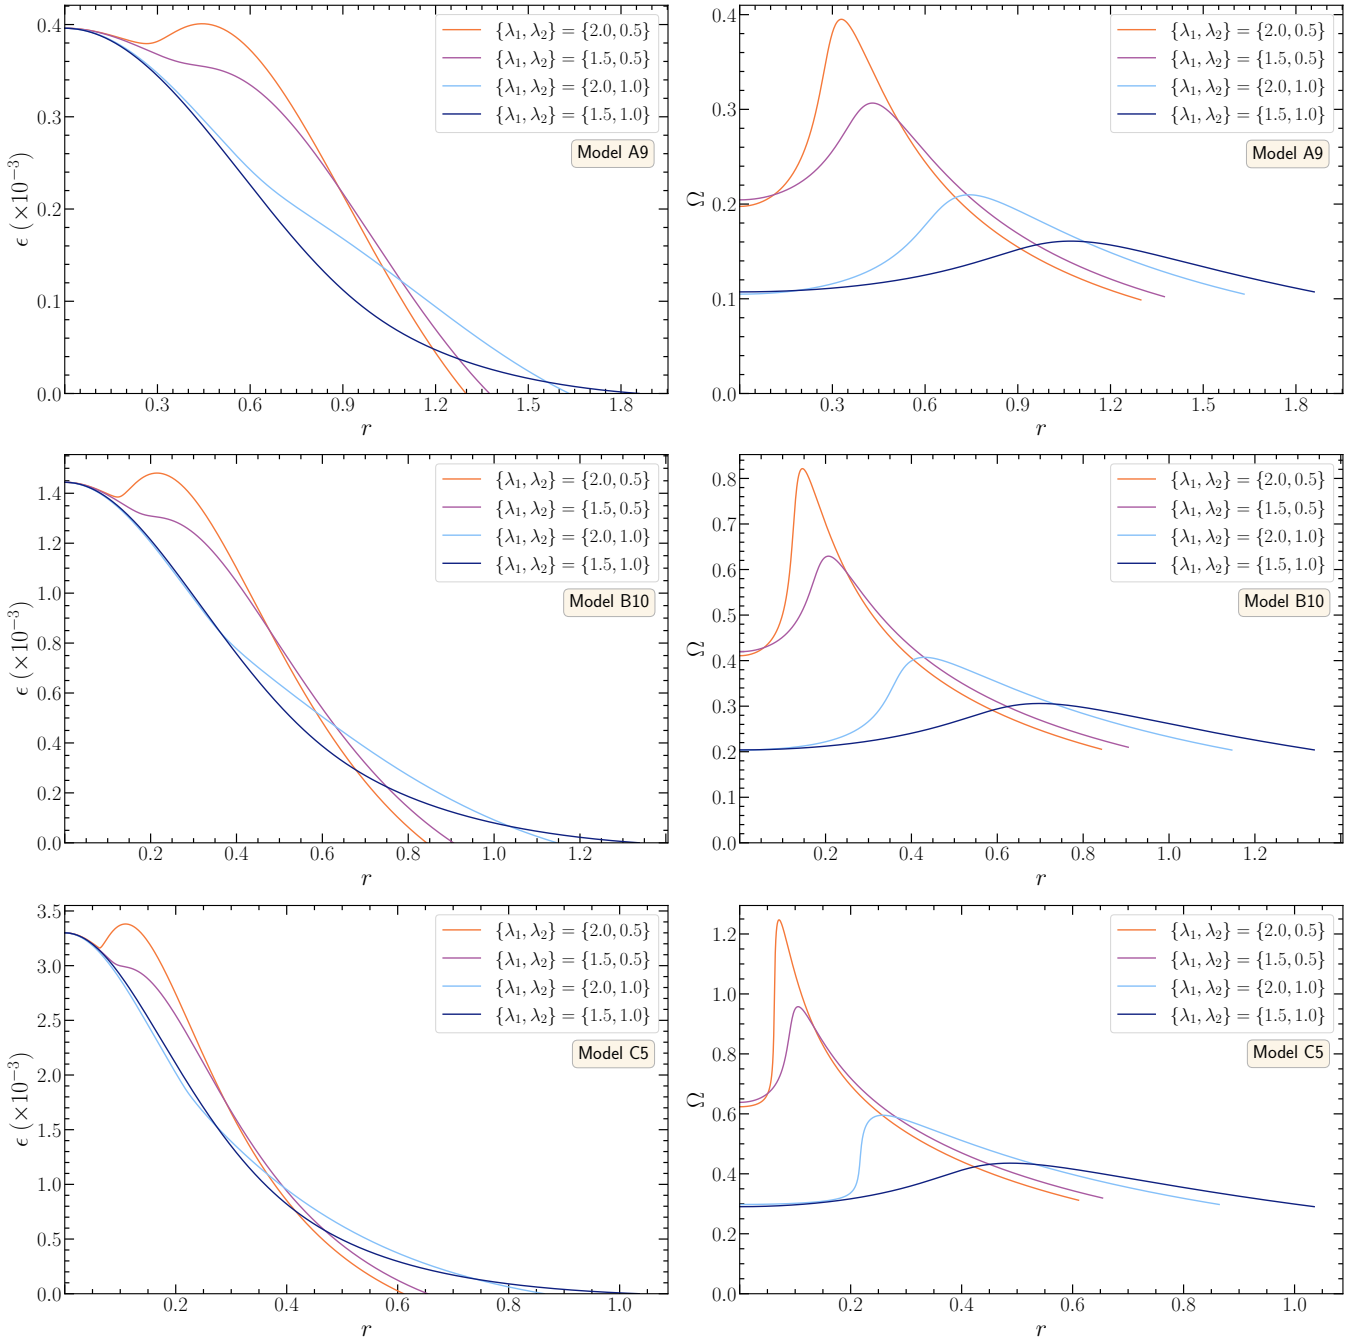 0.4
0.3
0.2
0.1
0.0
ϵ (×10⁻³)
0.3 0.6 0.9 1.2 1.5 1.8
r
{λ₁, λ₂} = {2.0, 0.5}
{λ₁, λ₂} = {1.5, 0.5}
{λ₁, λ₂} = {2.0, 1.0}
{λ₁, λ₂} = {1.5, 1.0}
Model A9
0.4
0.3
0.2
0.1
0.0
Ω
0.3 0.6 0.9 1.2 1.5 1.8
r
{λ₁, λ₂} = {2.0, 0.5}
{λ₁, λ₂} = {1.5, 0.5}
{λ₁, λ₂} = {2.0, 1.0}
{λ₁, λ₂} = {1.5, 1.0}
Model A9
1.4
1.2
1.0
0.8
0.6
0.4
0.2
0.0
ϵ (×10⁻³)
0.2 0.4 0.6 0.8 1.0 1.2
r
{λ₁, λ₂} = {2.0, 0.5}
{λ₁, λ₂} = {1.5, 0.5}
{λ₁, λ₂} = {2.0, 1.0}
{λ₁, λ₂} = {1.5, 1.0}
Model B10
0.8
0.7
0.6
0.5
0.4
0.3
0.2
0.1
0.0
Ω
0.2 0.4 0.6 0.8 1.0 1.2
r
{λ₁, λ₂} = {2.0, 0.5}
{λ₁, λ₂} = {1.5, 0.5}
{λ₁, λ₂} = {2.0, 1.0}
{λ₁, λ₂} = {1.5, 1.0}
Model B10
3.5
3.0
2.5
2.0
1.5
1.0
0.5
0.0
ϵ (×10⁻³)
0.2 0.4 0.6 0.8 1.0
r
{λ₁, λ₂} = {2.0, 0.5}
{λ₁, λ₂} = {1.5, 0.5}
{λ₁, λ₂} = {2.0, 1.0}
{λ₁, λ₂} = {1.5, 1.0}
Model C5
1.2
1.0
0.8
0.6
0.4
0.2
0.0
Ω
0.2 0.4 0.6 0.8 1.0
r
{λ₁, λ₂} = {2.0, 0.5}
{λ₁, λ₂} = {1.5, 0.5}
{λ₁, λ₂} = {2.0, 1.0}
{λ₁, λ₂} = {1.5, 1.0}
Model C5